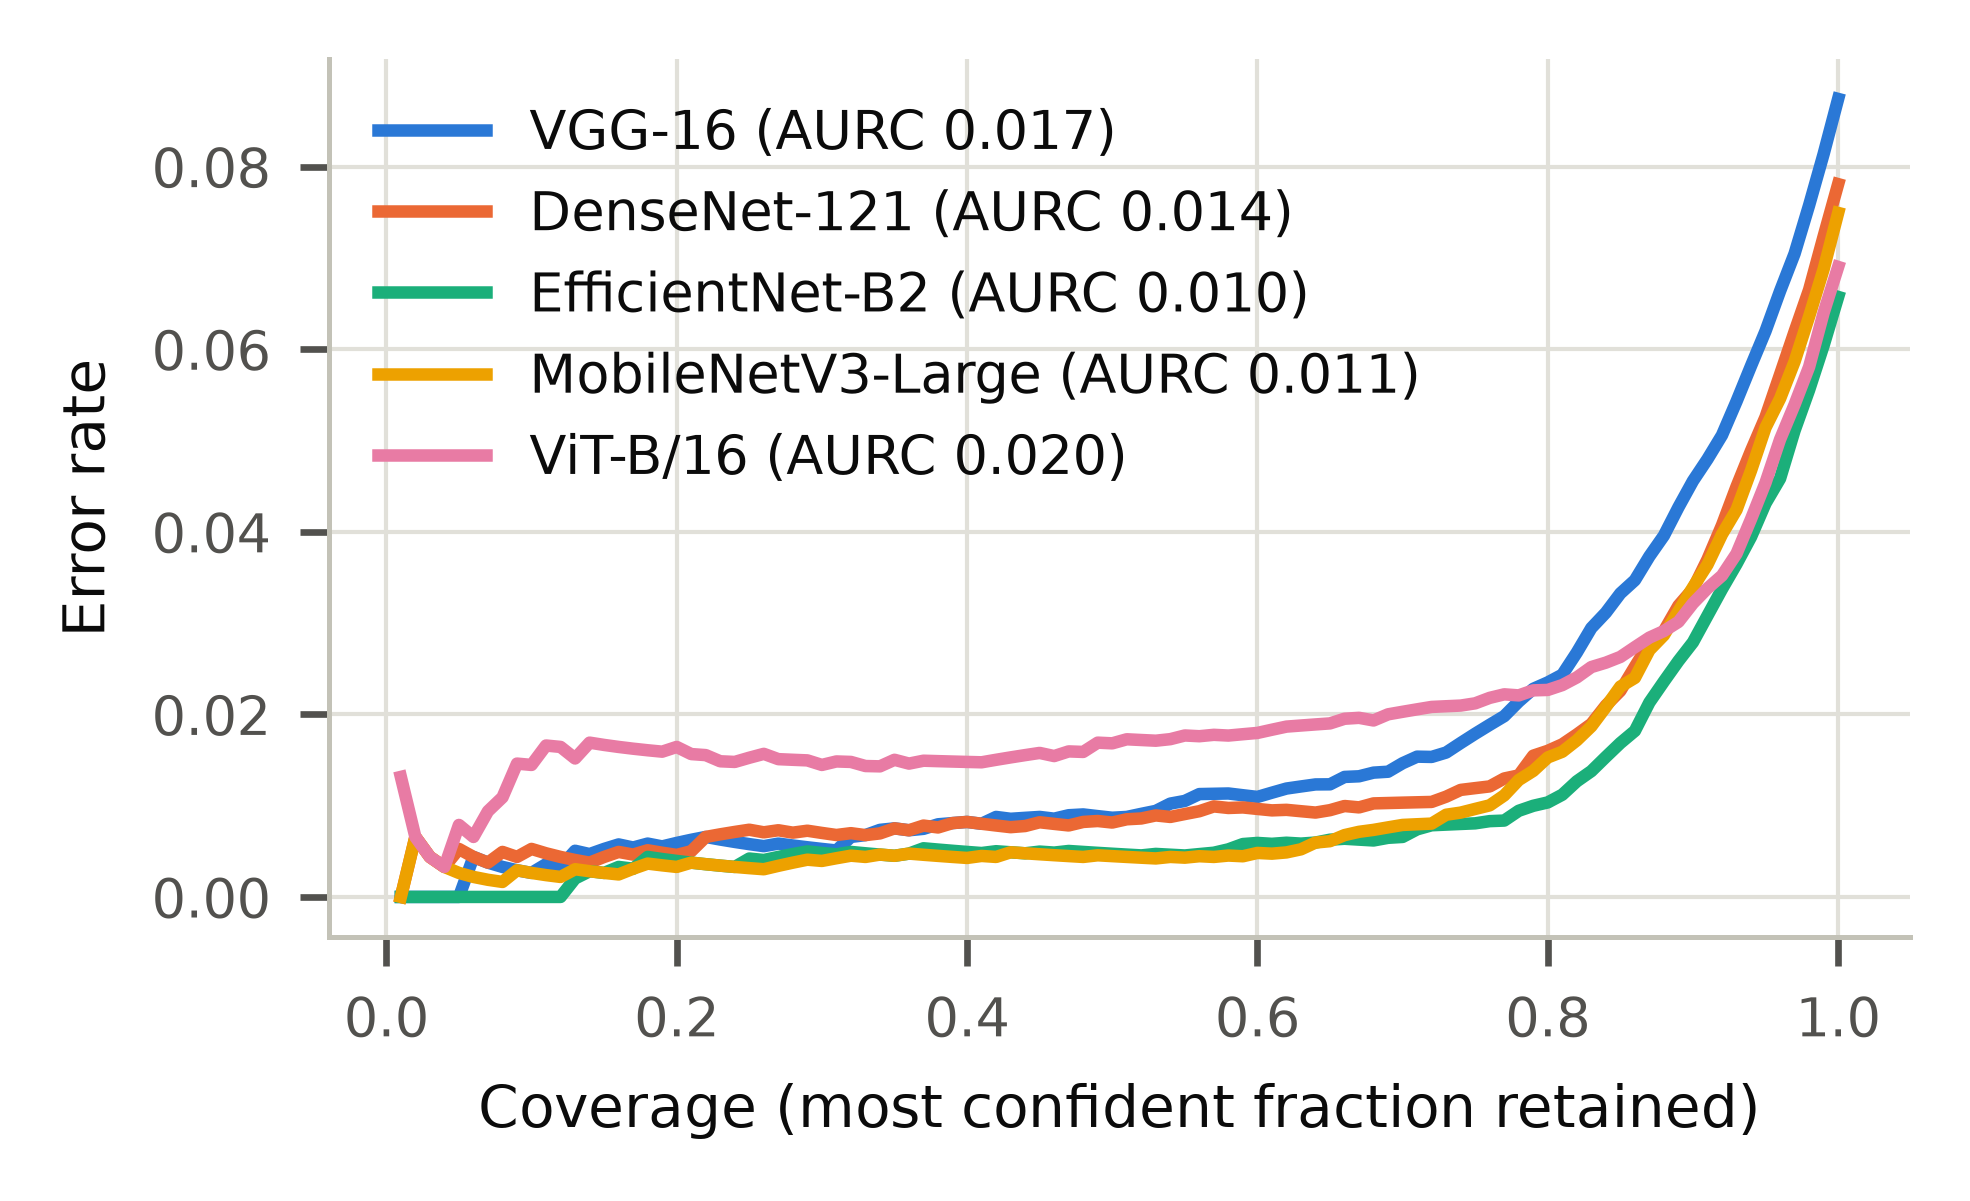 VGG-16 (AURC 0.017)
DenseNet-121 (AURC 0.014)
EfficientNet-B2 (AURC 0.010)
MobileNetV3-Large (AURC 0.011)
ViT-B/16 (AURC 0.020)
Error rate
0.08
0.06
0.04
0.02
0.00
0.0 0.2 0.4 0.6 0.8 1.0
Coverage (most confident fraction retained)